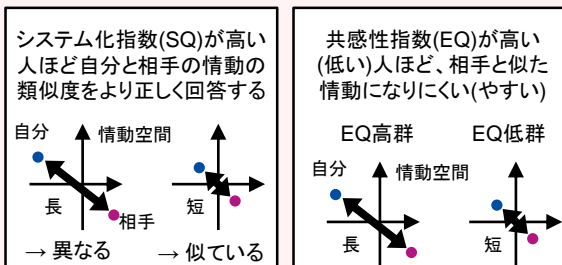 システム化指数(SQ)が高い
人ほど自分と相手の情動の
類似度をより正しく回答する
自分
情動空間
長
相手
短
→ 異なる
→ 似ている
共感性指数(EQ)が高い
(低い)人ほど、相手と似た
情動になりにくい(やすい)
EQ高群
EQ低群
自分
情動空間
長
短